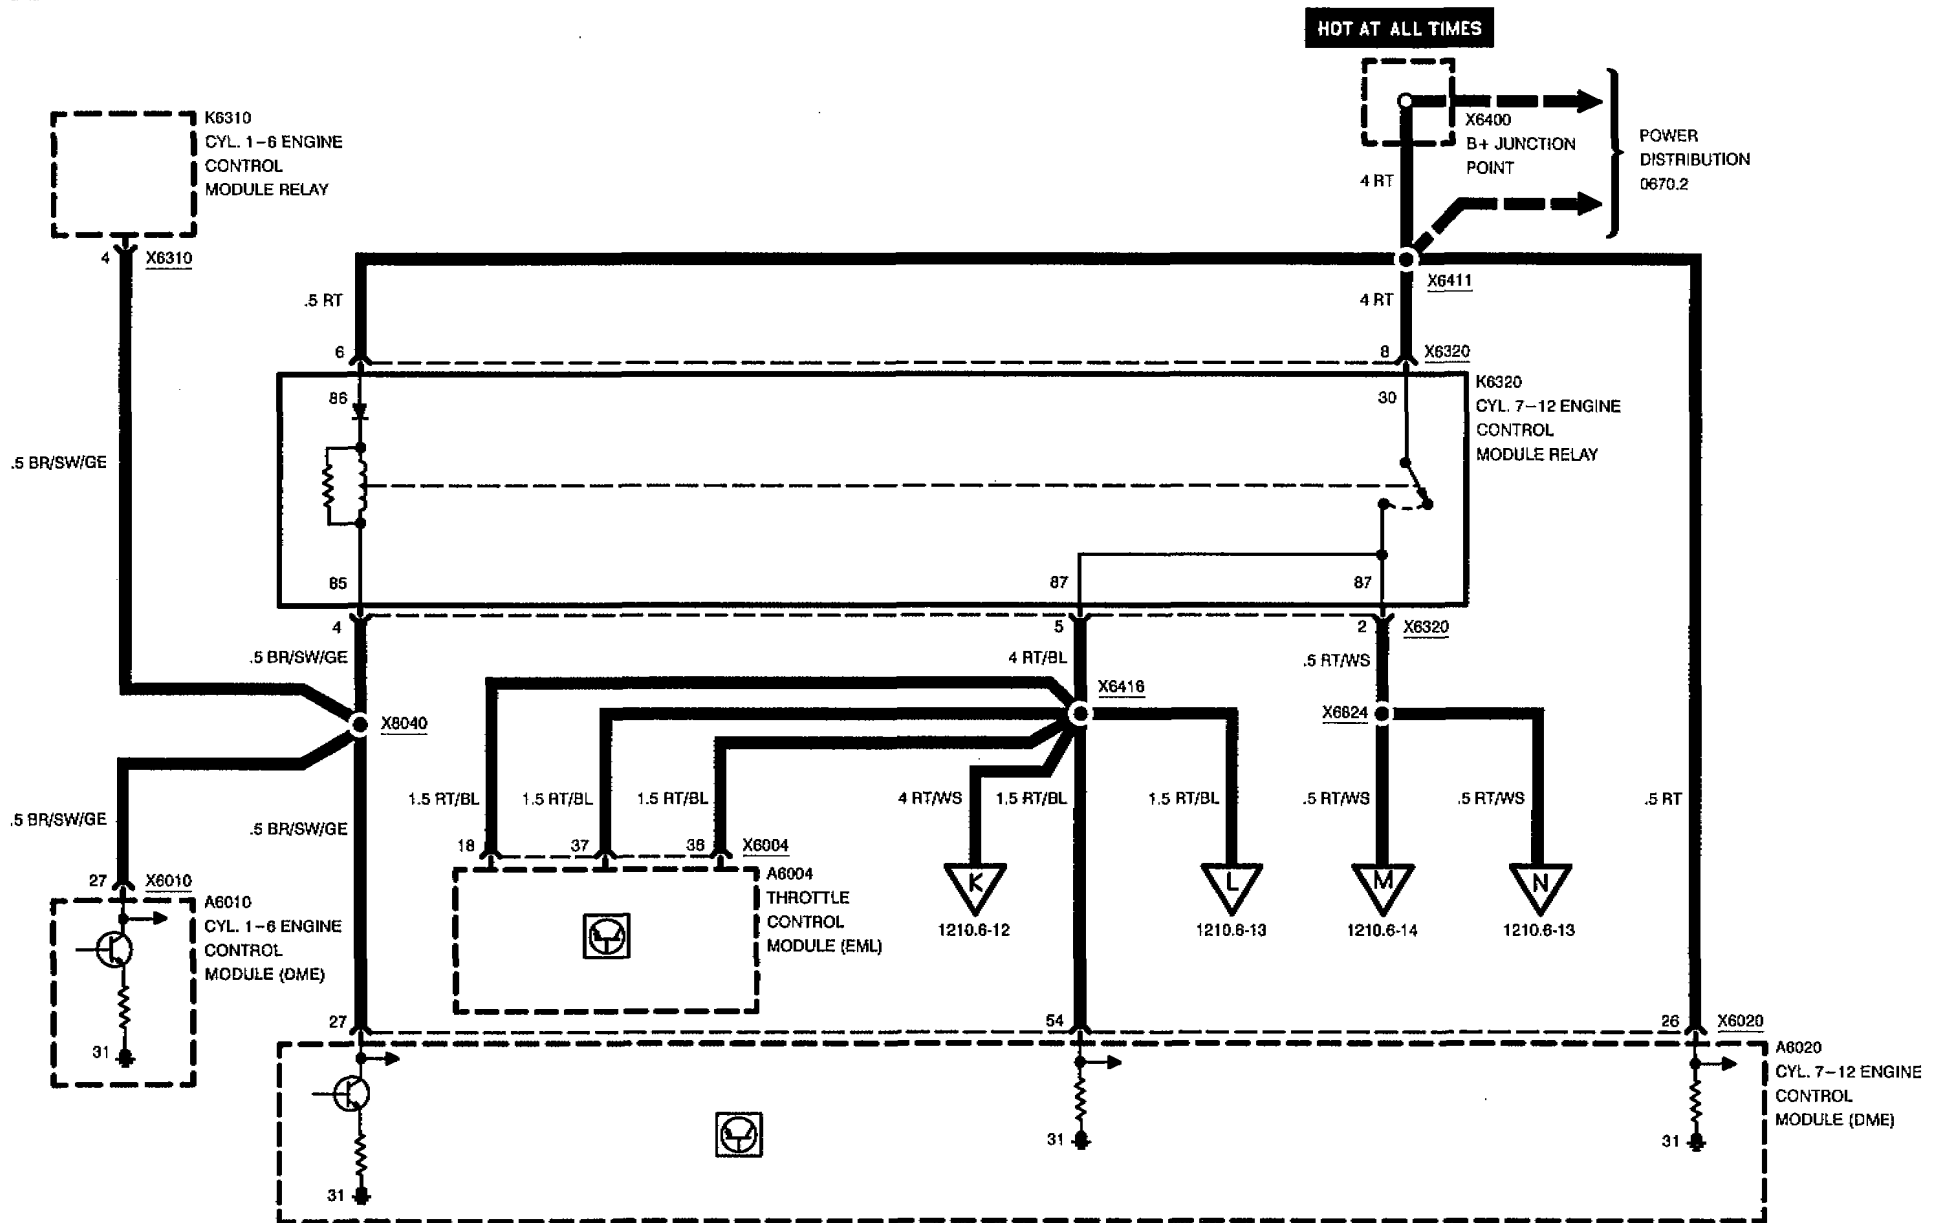 HOT AT ALL TIMES
X6400
B+ JUNCTION
POINT
POWER
DISTRIBUTION
0670.2
K6310
CYL. 1-6 ENGINE
CONTROL
MODULE RELAY
4 RT
4
X6310
X6411
.5 RT
4 RT
6
8
X6320
K6320
CYL. 7-12 ENGINE
CONTROL
MODULE RELAY
86
30
.5 BR/SW/GE
85
87
87
4
5
2
X6320
.5 BR/SW/GE
4 RT/BL
.5 RT/WS
X6416
X8040
X6824
1.5 RT/BL
1.5 RT/BL
1.5 RT/BL
4 RT/WS
1.5 RT/BL
1.5 RT/BL
.5 RT/WS
.5 RT/WS
.5 RT
.5 BR/SW/GE
.5 BR/SW/GE
18
37
36
X6004
27
X6010
A6004
THROTTLE
CONTROL
MODULE (EML)
K
L
M
N
1210.6-12
1210.6-13
1210.6-14
1210.6-13
A6010
CYL. 1-6 ENGINE
CONTROL
MODULE (DME)
31
27
54
26
X6020
A6020
CYL. 7-12 ENGINE
CONTROL
MODULE (DME)
31
31
31